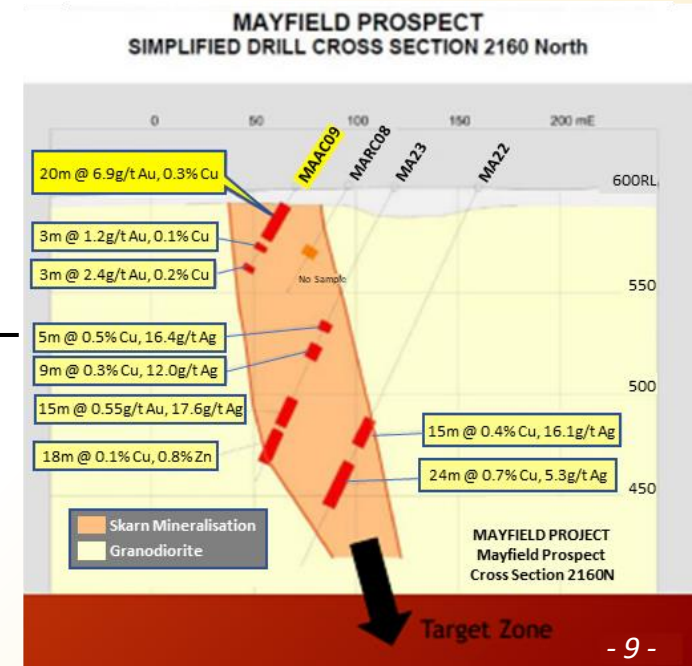 MAYFIELD PROSPECT
SIMPLIFIED DRILL CROSS SECTION 2160 North
0 50 100 150 200 mE
MAAC09
MARC08
MA23
MA22
600RL
20m @ 6.9g/t Au, 0.3% Cu
3m @ 1.2g/t Au, 0.1% Cu
3m @ 2.4g/t Au, 0.2% Cu
No Sample
550
5m @ 0.5% Cu, 16.4g/t Ag
9m @ 0.3% Cu, 12.0g/t Ag
500
15m @ 0.55g/t Au, 17.6g/t Ag
15m @ 0.4% Cu, 16.1g/t Ag
18m @ 0.1% Cu, 0.8% Zn
24m @ 0.7% Cu, 5.3g/t Ag
450
Skarn Mineralisation
Granodiorite
MAYFIELD PROJECT
Mayfield Prospect
Cross Section 2160N
Target Zone
- 9 -